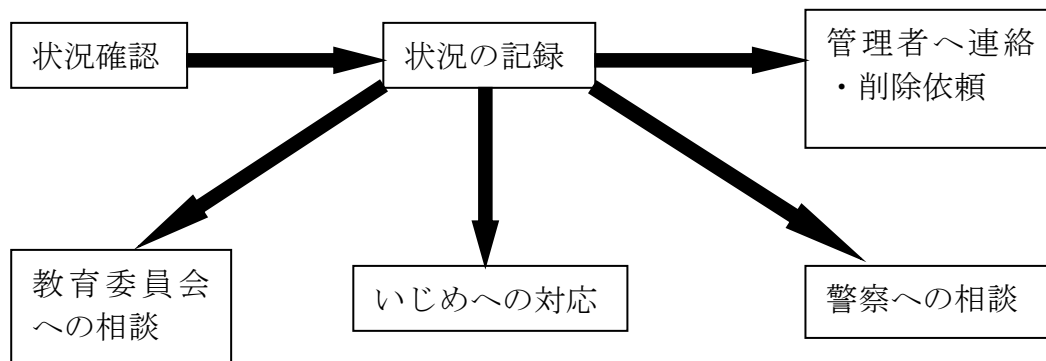 状況確認
状況の記録
管理者へ連絡
・削除依頼
教育委員会
への相談
いじめへの対応
警察への相談